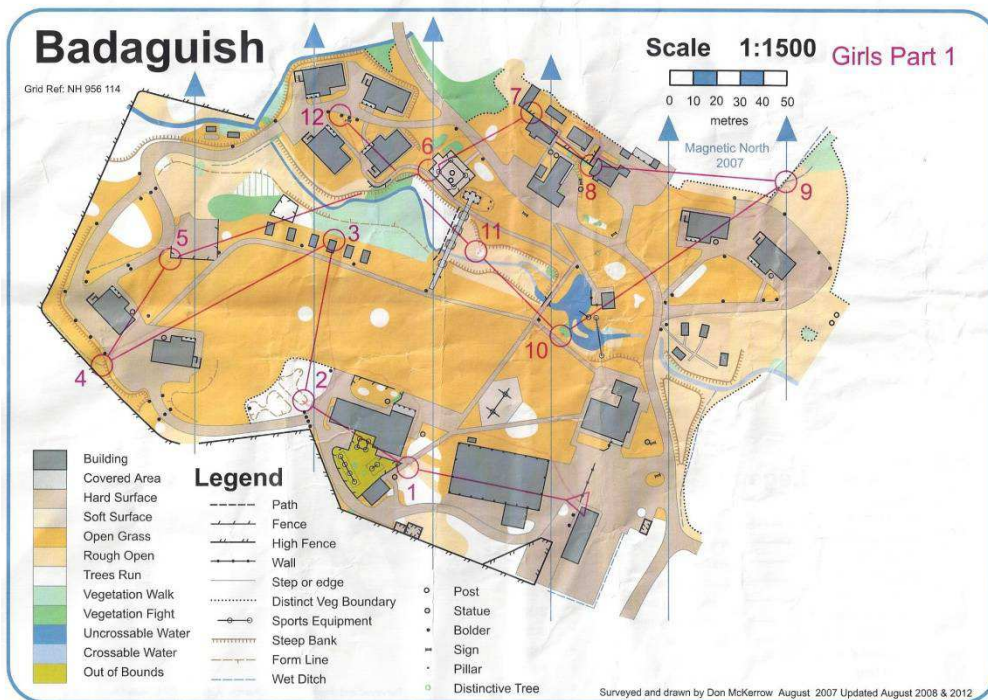 Badaguish
Grid Ref: NH 956 114
Scale 1:1500
Girls Part 1
0 10 20 30 40 50
metres
Magnetic North
2007
12
7
6
8
9
5
3
11
10
4
2
1
Building
Covered Area
Hard Surface
Soft Surface
Open Grass
Rough Open
Trees Run
Vegetation Walk
Vegetation Fight
Uncrossable Water
Crossable Water
Out of Bounds
Legend
Path
Fence
High Fence
Wall
Step or edge
Distinct Veg Boundary
Sports Equipment
Steep Bank
Form Line
Wet Ditch
Post
Statue
Bolder
Sign
Pillar
Distinctive Tree
Surveyed and drawn by Don McKerrow August 2007 Updated August 2008 & 2012